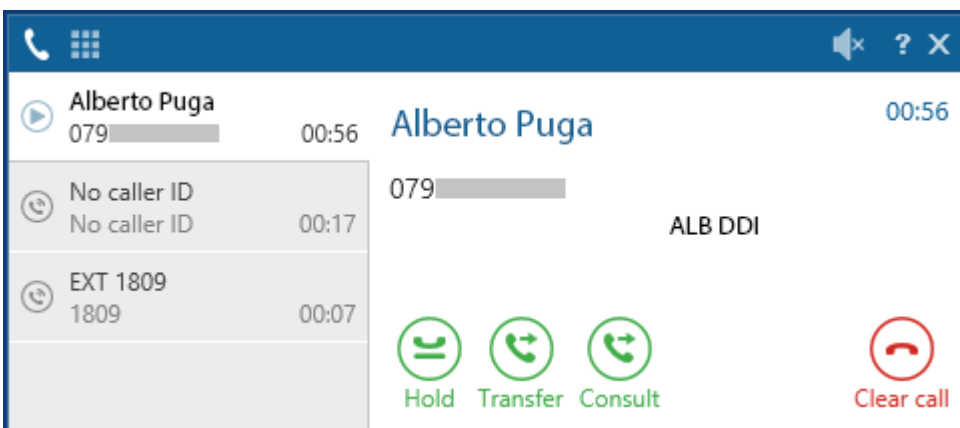 ? X
Alberto Puga
079
00:56
No caller ID
No caller ID
00:17
EXT 1809
1809
00:07
Alberto Puga
00:56
079
ALB DDI
Hold
Transfer
Consult
Clear call